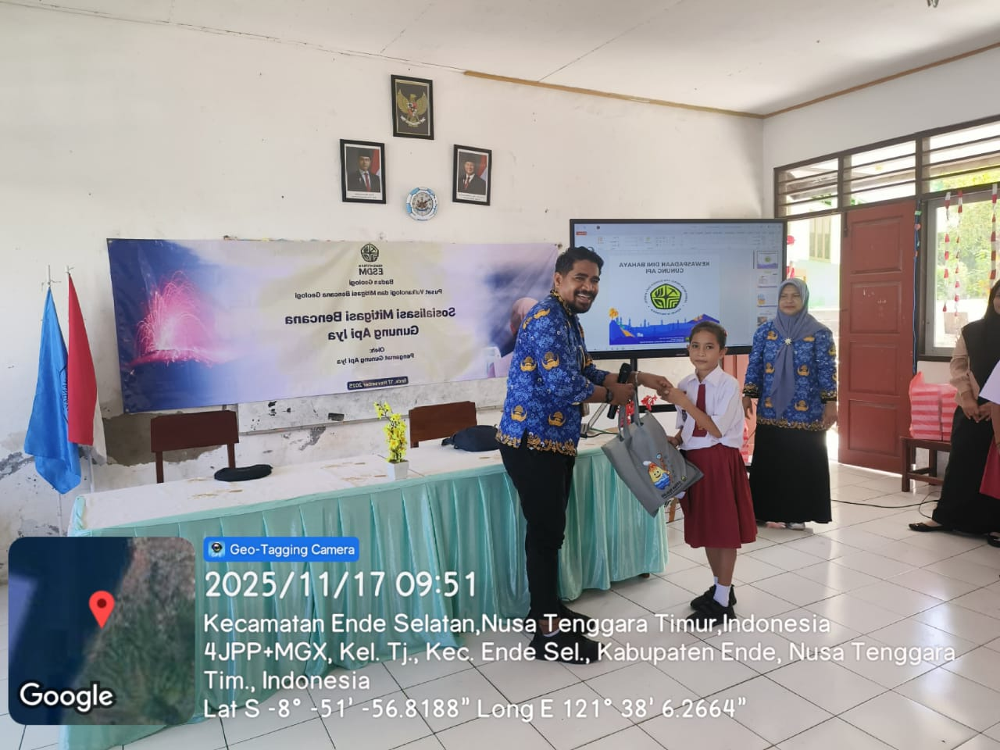 KEMENTERIAN
ESDM
Badan Geologi
Pusat Vulkanologi dan Mitigasi Bencana Geologi
Sosialisasi Mitigasi Bencana
Gunung Api Iya
Oleh:
Pengamat Gunung Api Iya
Ende, 17 November 2025
KEWASPADAAN DINI BAHAYA
GUNUNG API
Geo-Tagging Camera
2025/11/17 09:51
Kecamatan Ende Selatan,Nusa Tenggara Timur,Indonesia
4JPP+MGX, Kel. Tj., Kec. Ende Sel., Kabupaten Ende, Nusa Tenggara
Tim., Indonesia
Lat S -8° -51' -56.8188" Long E 121° 38' 6.2664"
Google